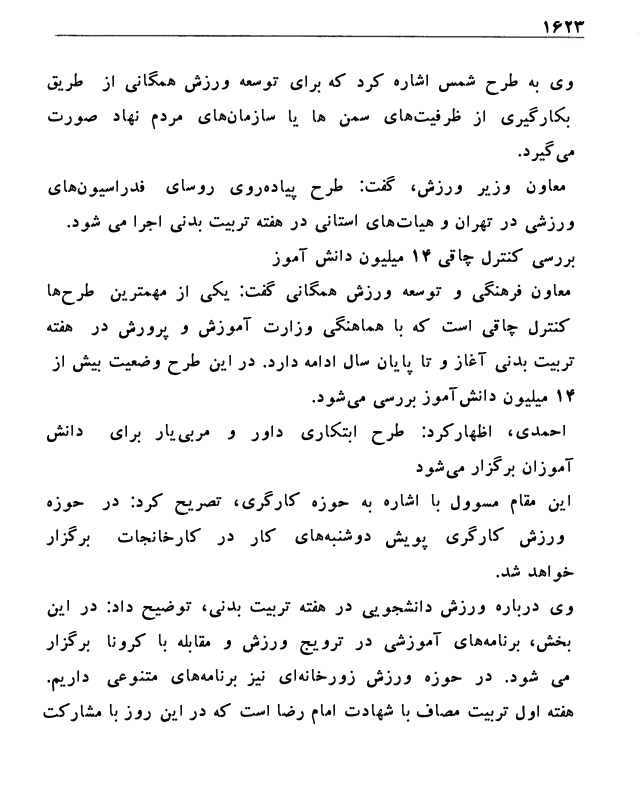 ۱۶۲۳
وی به طرح شمس اشاره کرد که برای توسعه ورزش همگانی از طریق
بکارگیری از ظرفیت‌های سمن ها یا سازمان‌های مردم نهاد صورت
می‌گیرد.
معاون وزیر ورزش، گفت: طرح پیاده‌روی روسای فدراسیون‌های
ورزشی در تهران و هیات‌های استانی در هفته تربیت بدنی اجرا می شود.
بررسی کنترل چاقی ۱۴ میلیون دانش آموز
معاون فرهنگی و توسعه ورزش همگانی گفت: یکی از مهمترین طرح‌ها
کنترل چاقی است که با هماهنگی وزارت آموزش و پرورش در هفته
تربیت بدنی آغاز و تا پایان سال ادامه دارد. در این طرح وضعیت بیش از
۱۴ میلیون دانش‌آموز بررسی می‌شود.
احمدی، اظهارکرد: طرح ابتکاری داور و مربی‌یار برای دانش
آموزان برگزار می‌شود
این مقام مسوول با اشاره به حوزه کارگری، تصریح کرد: در حوزه
ورزش کارگری پویش دوشنبه‌های کار در کارخانجات برگزار
خواهد شد.
وی درباره ورزش دانشجویی در هفته تربیت بدنی، توضیح داد: در این
بخش، برنامه‌های آموزشی در ترویج ورزش و مقابله با کرونا برگزار
می شود. در حوزه ورزش زورخانه‌ای نیز برنامه‌های متنوعی داریم.
هفته اول تربیت مصاف با شهادت امام رضا است که در این روز با مشارکت